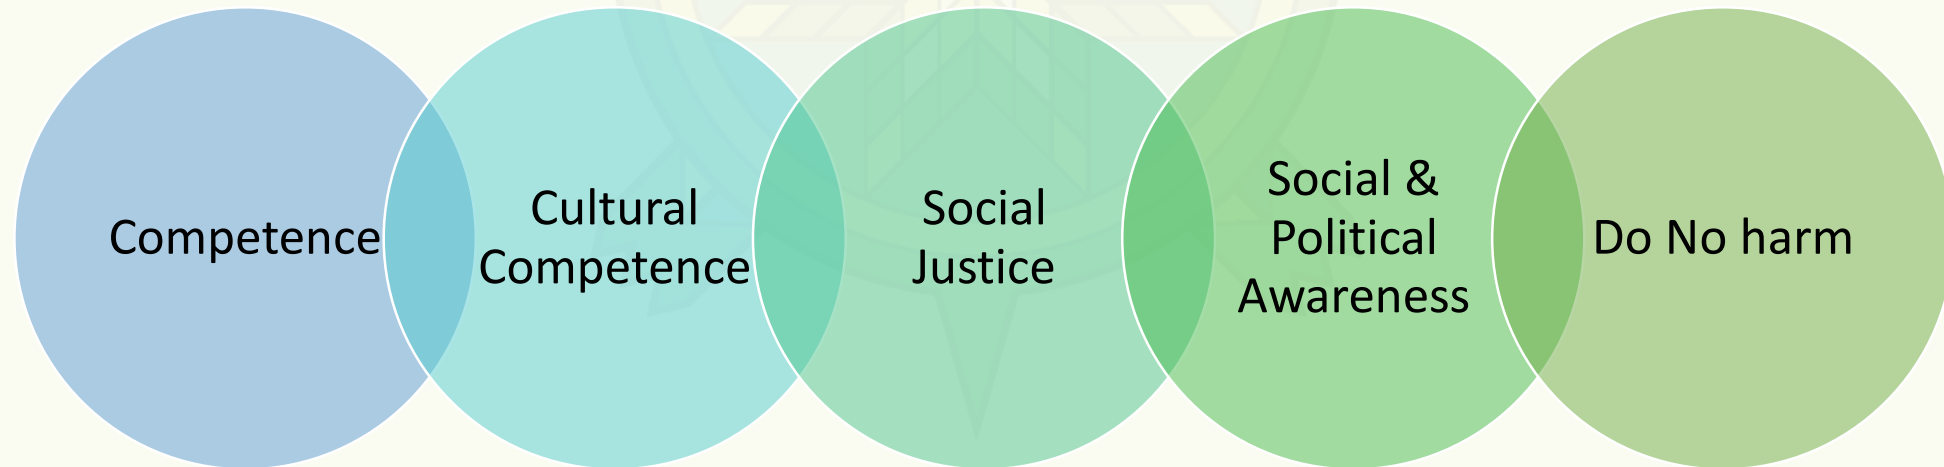 Competence
Cultural
Competence
Social
Justice
Social &
Political
Awareness
Do No harm